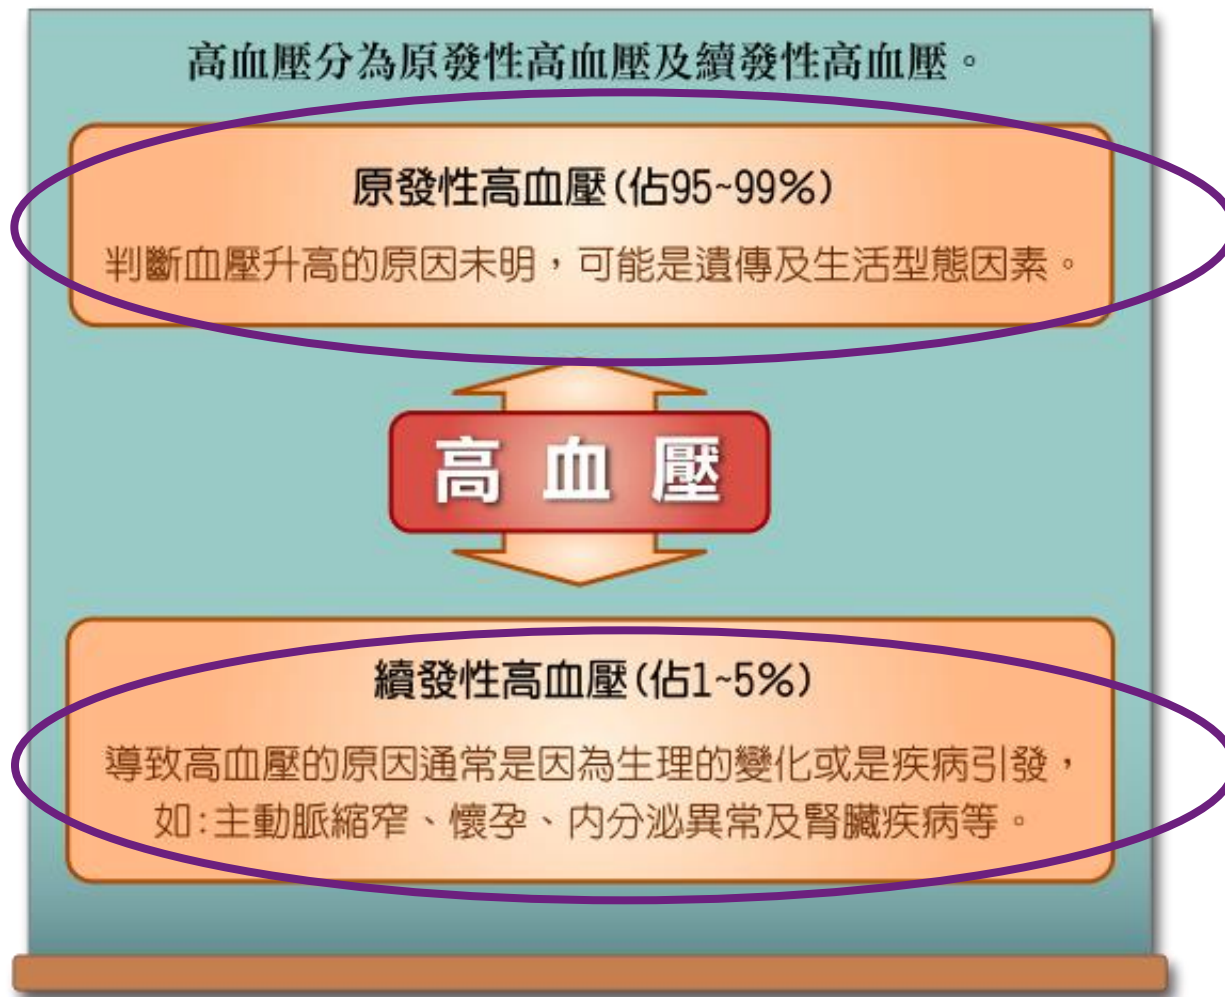 高血壓分為原發性高血壓及續發性高血壓。
原發性高血壓(佔95~99%)
判斷血壓升高的原因未明，可能是遺傳及生活型態因素。
高血壓
續發性高血壓(佔1~5%)
導致高血壓的原因通常是因為生理的變化或是疾病引發，
如:主動脈縮窄、懷孕、內分泌異常及腎臟疾病等。